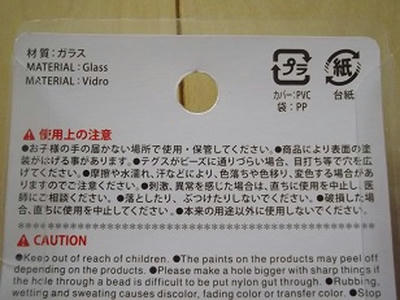 材質：ガラス
MATERIAL：Glass
MATERIAL：Vidro
プラ
カバー：PVC
袋：PP
紙
台紙
⚠使用上の注意
●お子様の手の届かない場所で使用・保管してください。●商品により表面の塗
装がはげる事があります。●テグスがビーズに通りづらい場合、目打ち等で穴を広
げてください。●摩擦や水濡れ、汗などにより、色落ちや色移り、変色する場合があ
りますのでご注意ください。●刺激、異常を感じた場合は、直ちに使用を中止し、医
師にご相談ください。●落としたり、ぶつけたりしないでください。●破損した場
合、直ちに使用を中止してください。●本来の用途以外に使用しないでください。
⚠CAUTION
●Keep out of reach of children. ●The paints on the products may peel off
depending on the products. ●Please make a hole bigger with sharp things if
the hole through a bead is difficult to be put nylon gut through. ●Rubbing,
wetting and sweating causes discolor, fading color or transfer color. ●Stop